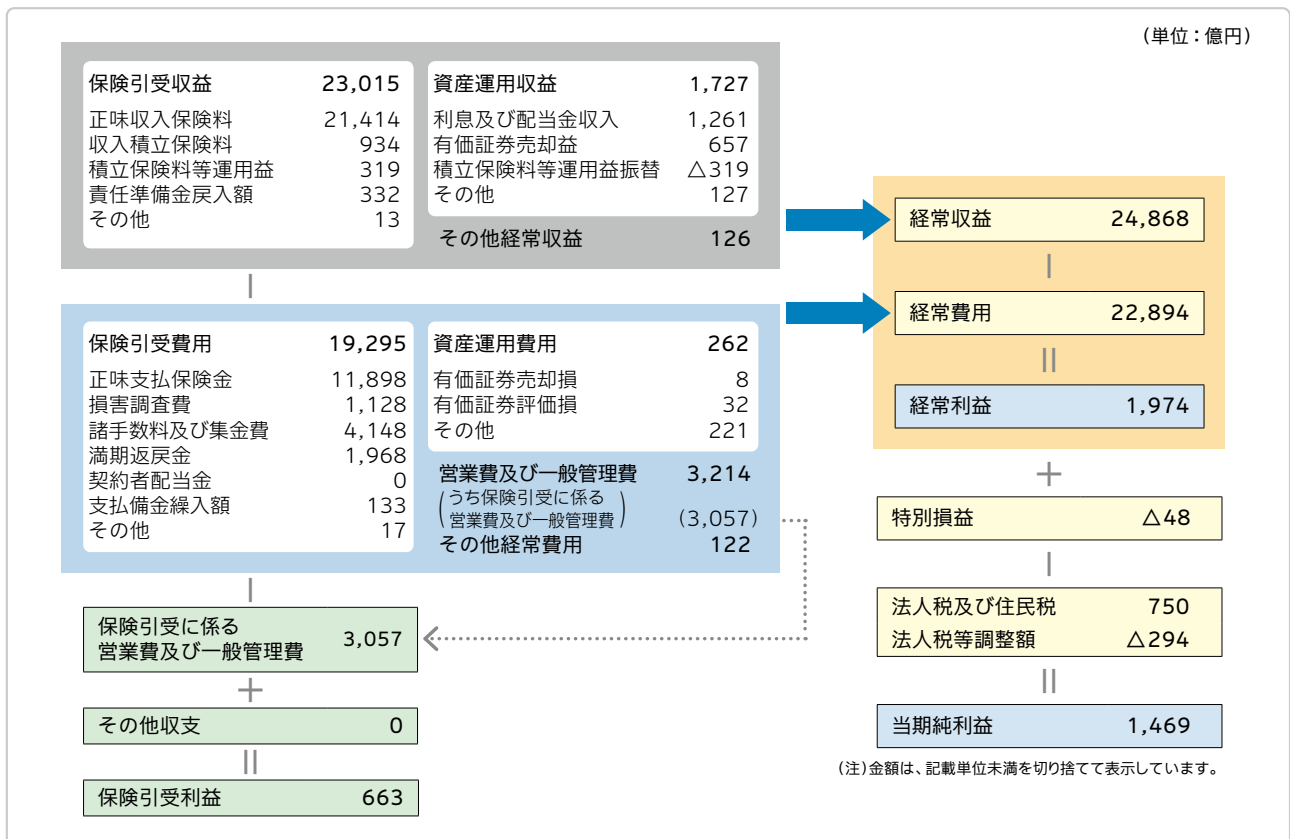 （単位：億円）
保険引受収益 23,015
正味収入保険料 21,414
収入積立保険料 934
積立保険料等運用益 319
責任準備金戻入額 332
その他 13
資産運用収益 1,727
利息及び配当金収入 1,261
有価証券売却益 657
積立保険料等運用益振替 △319
その他 127
その他経常収益 126
－
保険引受費用 19,295
正味支払保険金 11,898
損害調査費 1,128
諸手数料及び集金費 4,148
満期返戻金 1,968
契約者配当金 0
支払備金繰入額 133
その他 17
資産運用費用 262
有価証券売却損 8
有価証券評価損 32
その他 221
営業費及び一般管理費 3,214
（うち保険引受に係る
営業費及び一般管理費） (3,057)
その他経常費用 122
－
保険引受に係る
営業費及び一般管理費 3,057
＋
その他収支 0
＝
保険引受利益 663
経常収益 24,868
－
経常費用 22,894
＝
経常利益 1,974
＋
特別損益 △48
－
法人税及び住民税 750
法人税等調整額 △294
＝
当期純利益 1,469
（注）金額は、記載単位未満を切り捨てて表示しています。